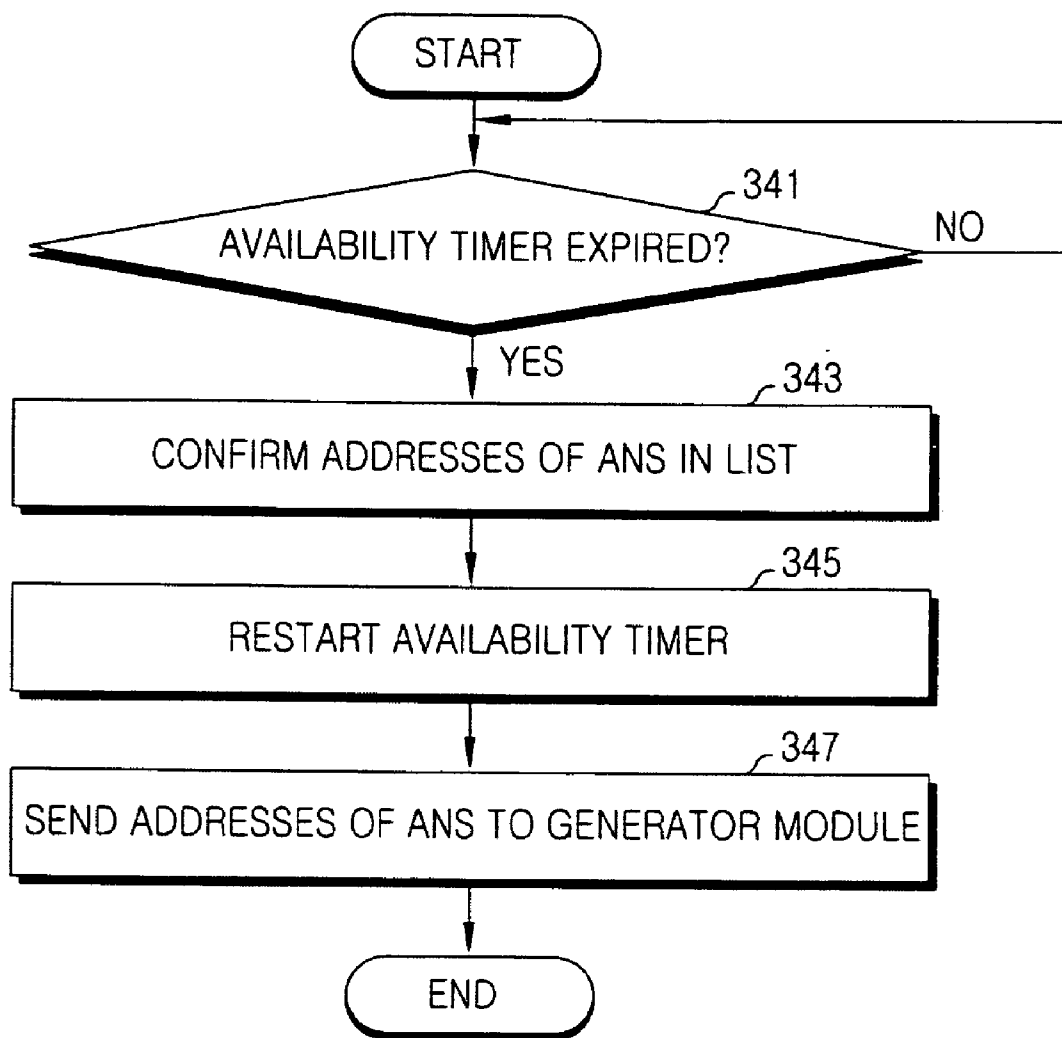 START
341
AVAILABILITY TIMER EXPIRED?
NO
YES
343
CONFIRM ADDRESSES OF ANS IN LIST
345
RESTART AVAILABILITY TIMER
347
SEND ADDRESSES OF ANS TO GENERATOR MODULE
END